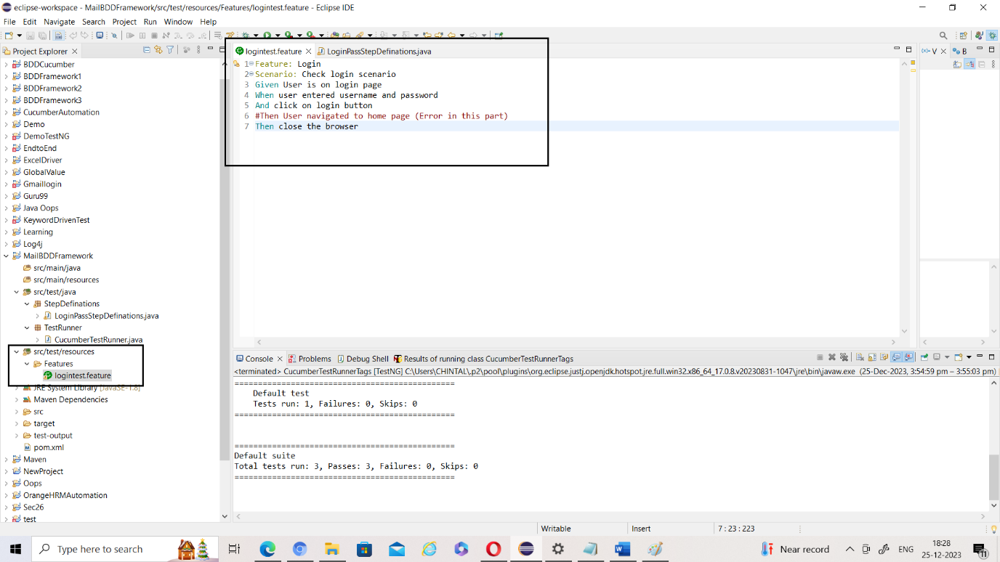 eclipse-workspace - MailBDDFramework/src/test/resources/Features/logintest.feature - Eclipse IDE
File Edit Navigate Search Project Run Window Help
Project Explorer
BDDCucumber
BDDFramework1
BDDFramework2
BDDFramework3
CucumberAutomation
Demo
DemoTestNG
EndtoEnd
ExcelDriver
GlobalValue
Gmaillogin
Guru99
Java Oops
KeywordDrivenTest
Learning
Log4j
MailBDDFramework
src/main/java
src/main/resources
src/test/java
StepDefinations
LoginPassStepDefinations.java
TestRunner
CucumberTestRunner.java
src/test/resources
Features
logintest.feature
JRE System Library [JavaSE-1.8]
Maven Dependencies
src
target
test-output
pom.xml
Maven
NewProject
Oops
OrangeHRMAutomation
Sec26
test
logintest.feature LoginPassStepDefinations.java
1 Feature: Login
2 Scenario: Check login scenario
3 Given User is on login page
4 When user entered username and password
5 And click on login button
6 #Then User navigated to home page (Error in this part)
7 Then close the browser
(x)= V B
Console Problems Debug Shell Results of running class CucumberTestRunnerTags
<terminated> CucumberTestRunnerTags [TestNG] C:\Users\CHINTAL\.p2\pool\plugins\org.eclipse.justj.openjdk.hotspot.jre.full.win32.x86_64_17.0.8.v20230831-1047\jre\bin\javaw.exe (25-Dec-2023, 3:54:59 pm – 3:55:03 pm)
===============================================
Default test
Tests run: 1, Failures: 0, Skips: 0
===============================================
===============================================
Default suite
Total tests run: 3, Passes: 3, Failures: 0, Skips: 0
===============================================
Writable Insert 7 : 23 : 223
Type here to search
Near record ENG 18:28
25-12-2023
11